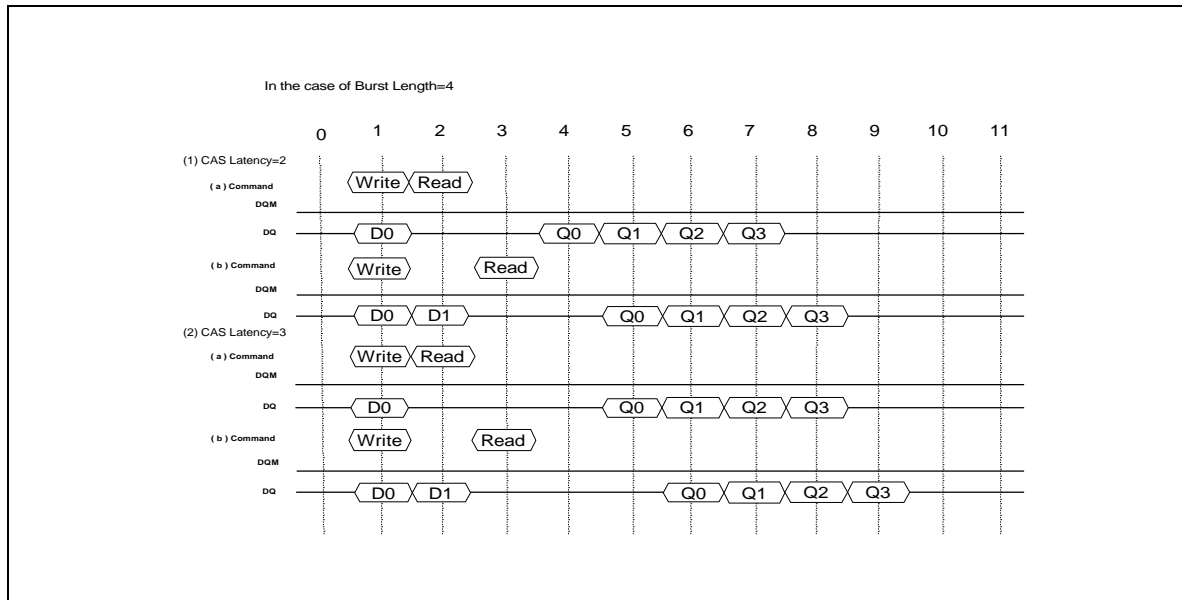 In the case of Burst Length=4
0 1 2 3 4 5 6 7 8 9 10 11
(1) CAS Latency=2
( a ) Command Write Read
DQM
DQ D0 Q0 Q1 Q2 Q3
( b ) Command Write Read
DQM
DQ D0 D1 Q0 Q1 Q2 Q3
(2) CAS Latency=3
( a ) Command Write Read
DQM
DQ D0 Q0 Q1 Q2 Q3
( b ) Command Write Read
DQM
DQ D0 D1 Q0 Q1 Q2 Q3